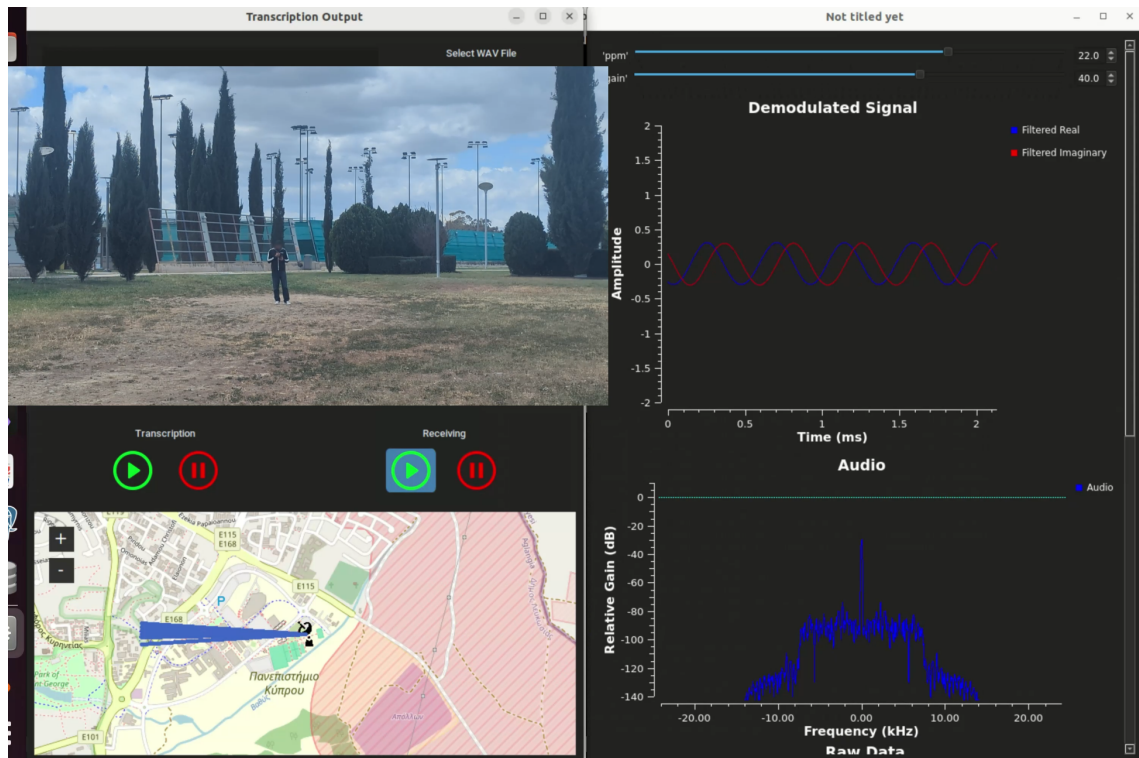 Transcription Output
Select WAV File
Transcription
Receiving
+
-
E115
E168
E115
E168
E101
P
Πανεπιστήμιο
Κύπρου
Park of
Απόλλων
Not titled yet
'ppm'
22.0
gain'
40.0
Demodulated Signal
Filtered Real
Filtered Imaginary
Amplitude
2
1.5
1
0.5
0
-0.5
-1
-1.5
-2
0
0.5
1
1.5
2
Time (ms)
Audio
Audio
Relative Gain (dB)
0
-20
-40
-60
-80
-100
-120
-140
-20.00
-10.00
0.00
10.00
20.00
Frequency (kHz)
Raw Data